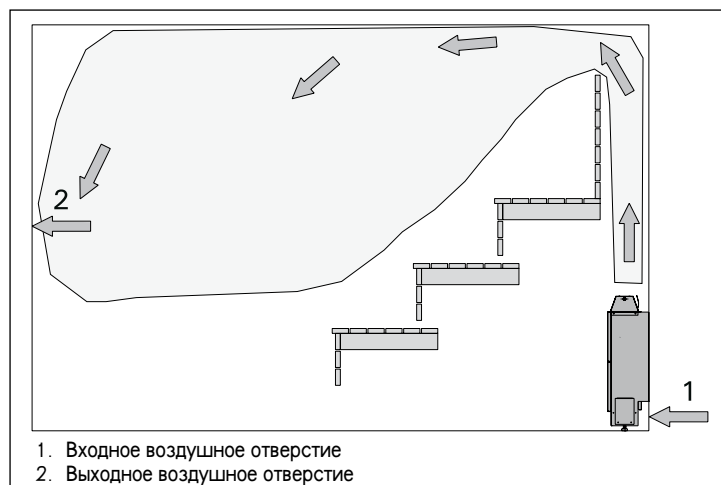 2
1
1. Входное воздушное отверстие
2. Выходное воздушное отверстие